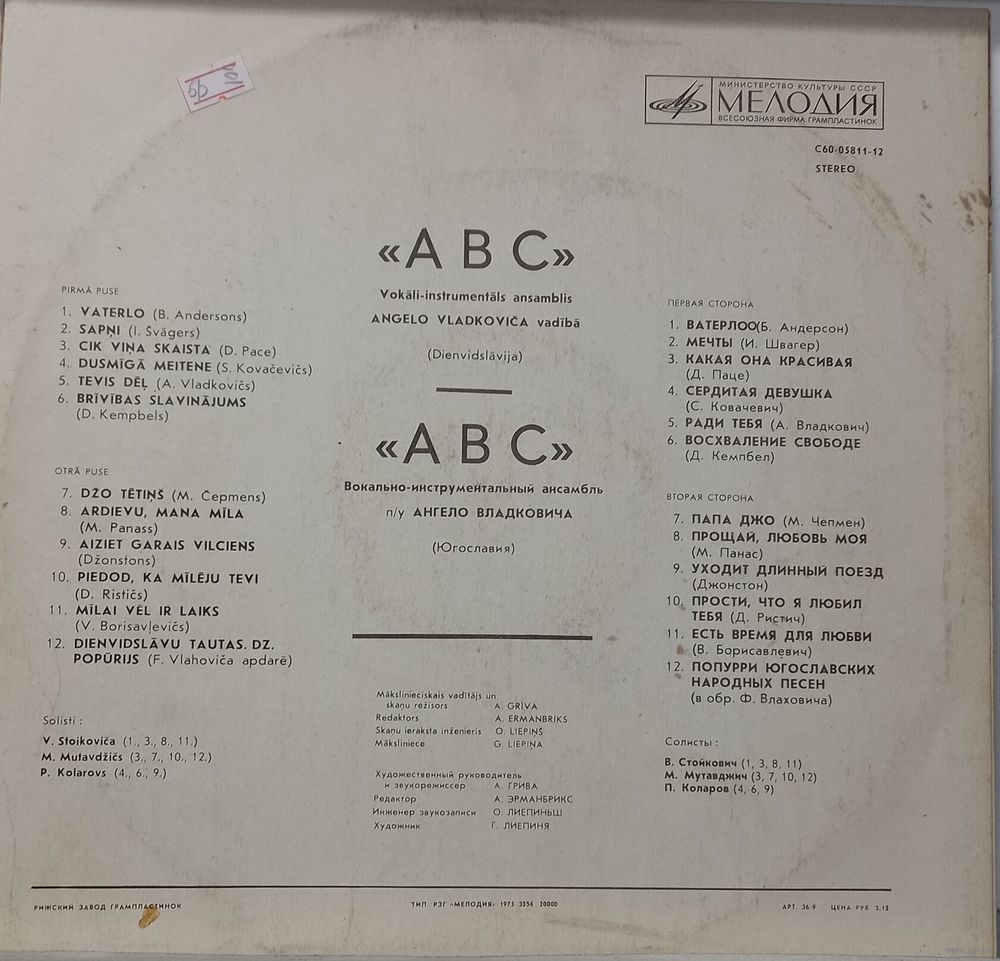 МИНИСТЕРСТВО КУЛЬТУРЫ СССР
МЕЛОДИЯ
ВСЕСОЮЗНАЯ ФИРМА ГРАМПЛАСТИНОК
С60-05811-12
STEREO
«A B C»
Vokāli-instrumentāls ansamblis
ANGELO VLADKOVIČA vadībā
(Dienvidslāvija)
«A B C»
Вокально-инструментальный ансамбль
п/у АНГЕЛО ВЛАДКОВИЧА
(Югославия)
PIRMĀ PUSE
1. VATERLO (B. Andersons)
2. SAPŅI (I. Švāgers)
3. CIK VIŅA SKAISTA (D. Pace)
4. DUSMĪGĀ MEITENE (S. Kovačevičs)
5. TEVIS DĒĻ (A. Vladkovičs)
6. BRĪVĪBAS SLAVINĀJUMS
(D. Kempbels)
OTRĀ PUSE
7. DŽO TĒTIŅŠ (M. Čepmens)
8. ARDIEVU, MANA MĪLA
(M. Panass)
9. AIZIET GARAIS VILCIENS
(Džonstons)
10. PIEDOD, KA MĪLĒJU TEVI
(D. Rističs)
11. MĪLAI VĒL IR LAIKS
(V. Borisavļevičs)
12. DIENVIDSLĀVU TAUTAS. DZ.
POPŪRIJS (F. Vlahoviča apdarē)
Solisti :
V. Stoikoviča (1., 3., 8., 11.)
M. Mutavdžičs (3., 7., 10., 12.)
P. Kolarovs (4., 6., 9.)
Mākslinieciskais vadītājs un
skaņu režisors A. GRĪVA
Redaktors A. ERMANBRIKS
Skaņu ieraksta inženieris O. LIEPIŅŠ
Māksliniece G. LIEPIŅA
Художественный руководитель
и звукорежиссер А. ГРИВА
Редактор А. ЭРМАНБРИКС
Инженер звукозаписи О. ЛИЕПИНЬШ
Художник Г. ЛИЕПИНЯ
ПЕРВАЯ СТОРОНА
1. ВАТЕРЛОО(Б. Андерсон)
2. МЕЧТЫ (И. Швагер)
3. КАКАЯ ОНА КРАСИВАЯ
(Д. Паце)
4. СЕРДИТАЯ ДЕВУШКА
(С. Ковачевич)
5. РАДИ ТЕБЯ (А. Владкович)
6. ВОСХВАЛЕНИЕ СВОБОДЕ
(Д. Кемпбел)
ВТОРАЯ СТОРОНА
7. ПАПА ДЖО (М. Чепмен)
8. ПРОЩАЙ, ЛЮБОВЬ МОЯ
(М. Панас)
9. УХОДИТ ДЛИННЫЙ ПОЕЗД
(Джонстон)
10. ПРОСТИ, ЧТО Я ЛЮБИЛ
ТЕБЯ (Д. Ристич)
11. ЕСТЬ ВРЕМЯ ДЛЯ ЛЮБВИ
(В. Борисавлевич)
12. ПОПУРРИ ЮГОСЛАВСКИХ
НАРОДНЫХ ПЕСЕН
(в обр. Ф. Влаховича)
Солисты :
В. Стойкович (1, 3, 8, 11)
М. Мутавджич (3, 7, 10, 12)
П. Коларов (4, 6, 9)
РИЖСКИЙ ЗАВОД ГРАМПЛАСТИНОК
ТИП. РЗГ «МЕЛОДИЯ» 1975 3354 20000
АРТ. 36-9 ЦЕНА РУБ 2.15